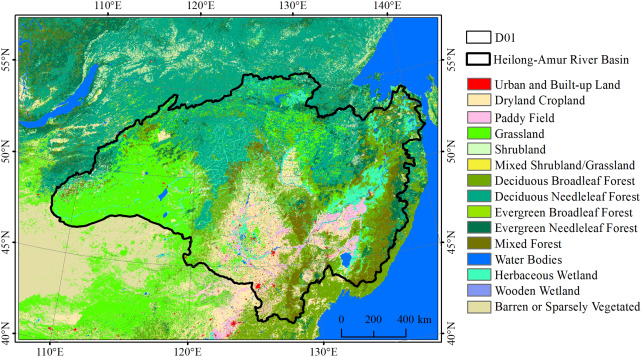 120°E 130°E 140°E
55°N
50°N
45°N
40°N
55°N
50°N
45°N
40°N
110°E 120°E 130°E
0 200 400 km
D01
Heilong-Amur River Basin
Urban and Built-up Land
Dryland Cropland
Paddy Field
Grassland
Shrubland
Mixed Shrubland/Grassland
Deciduous Broadleaf Forest
Deciduous Needleleaf Forest
Evergreen Broadleaf Forest
Evergreen Needleleaf Forest
Mixed Forest
Water Bodies
Herbaceous Wetland
Wooden Wetland
Barren or Sparsely Vegetated